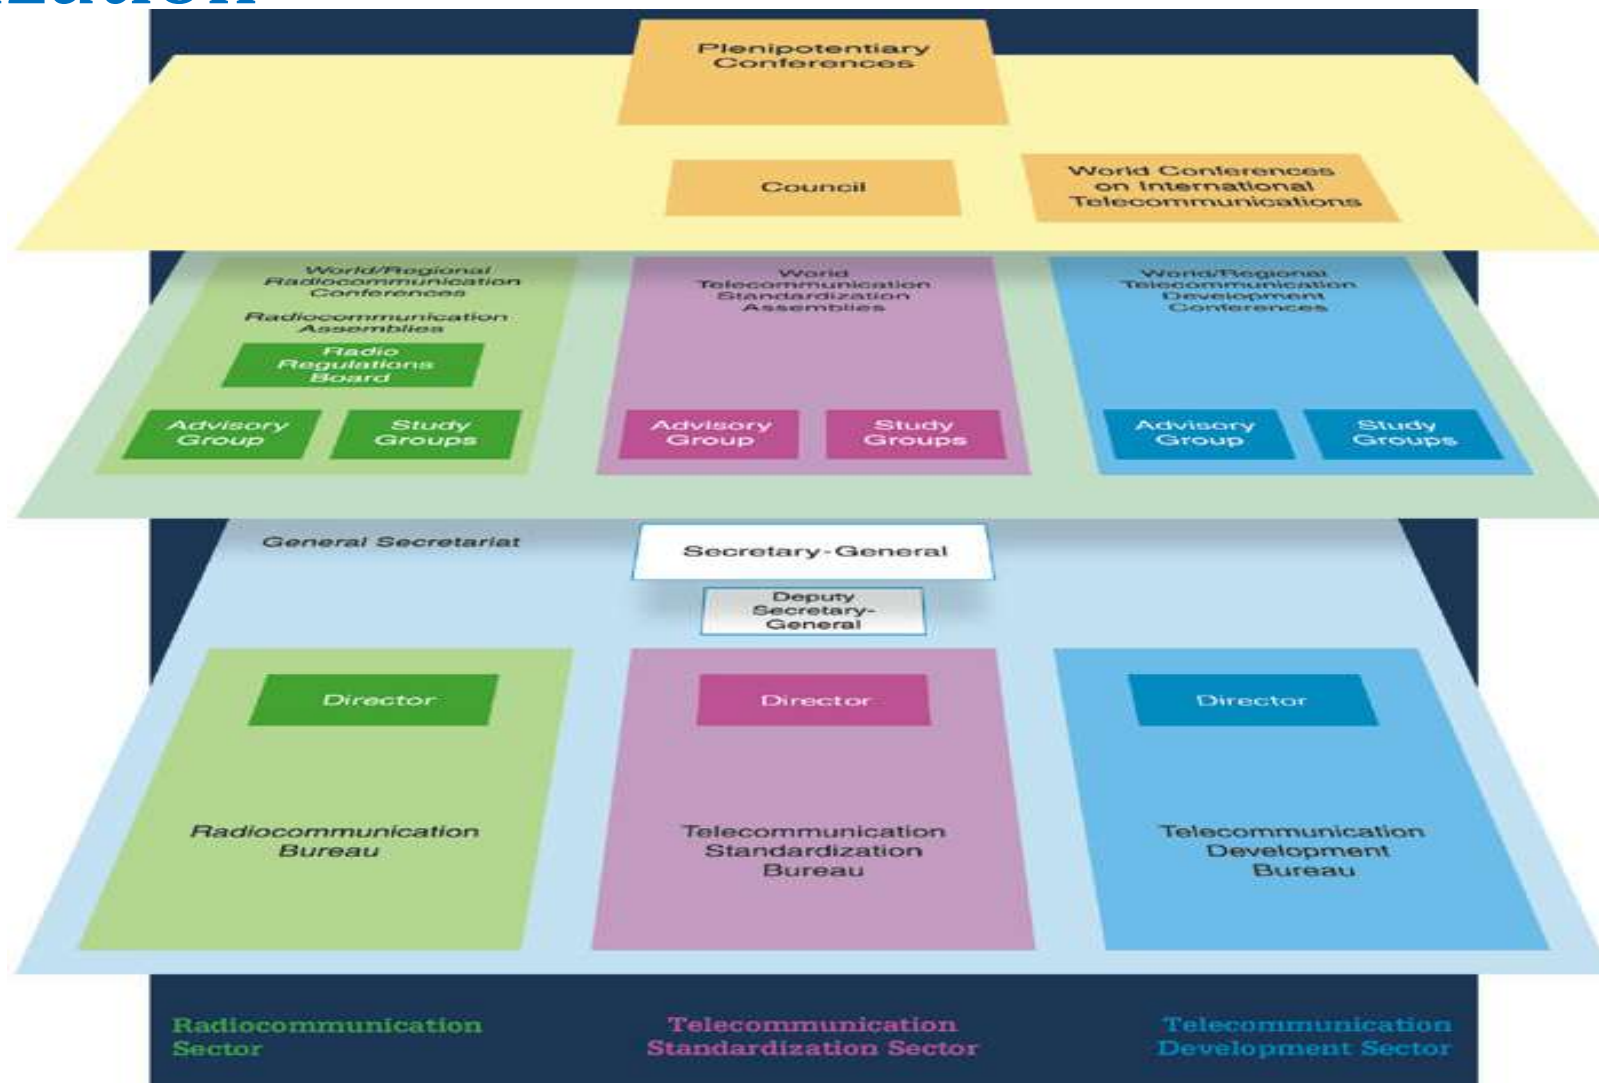 Plenipotentiary
Conferences
Council
World Conferences
on International
Telecommunications
World/Regional
Radiocommunication
Conferences
Radiocommunication
Assemblies
Radio
Regulations
Board
Advisory
Group
Study
Groups
World
Telecommunication
Standardization
Assemblies
Advisory
Group
Study
Groups
World/Regional
Telecommunication
Development
Conferences
Advisory
Group
Study
Groups
General Secretariat
Secretary-General
Deputy
Secretary-
General
Director
Radiocommunication
Bureau
Director
Telecommunication
Standardization
Bureau
Director
Telecommunication
Development
Bureau
Radiocommunication
Sector
Telecommunication
Standardization Sector
Telecommunication
Development Sector